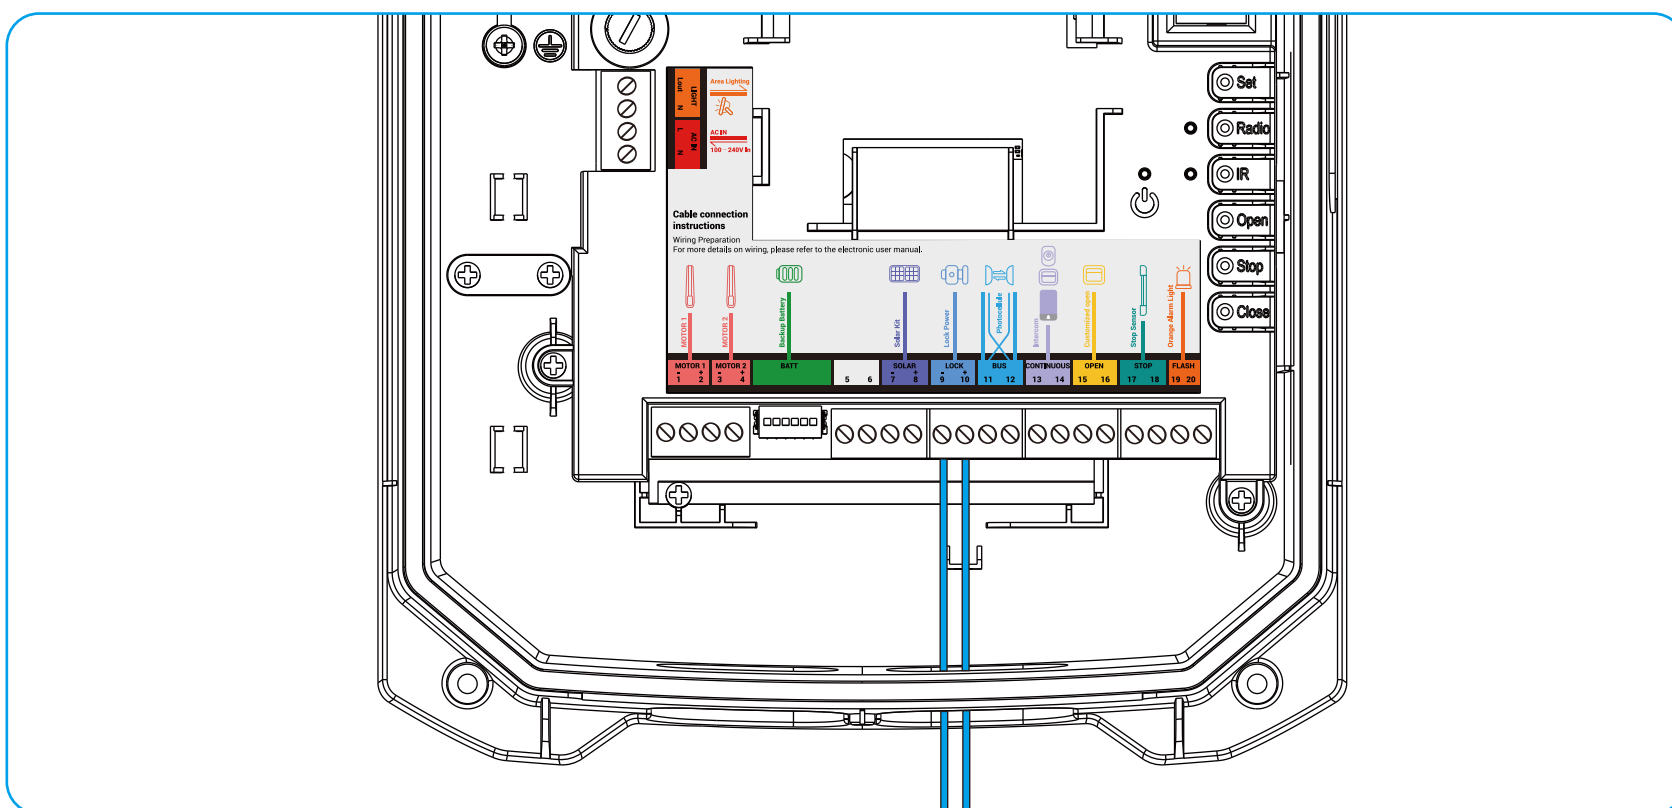 Area Lighting
LIGHT
Lout N
AC IN
L N
AC IN
100 – 240V In
Set
Radio
IR
Open
Stop
Close
Cable connection
instructions
Wiring Preparation
For more details on wiring, please refer to the electronic user manual.
MOTOR 1
MOTOR 2
Backup Battery
Solar Kit
Lock Power
Photocellule
Intercom
Customized open
Stop Sensor
Orange Alarm Light
MOTOR 1 MOTOR 2 BATT SOLAR LOCK BUS CONTINUOUS OPEN STOP FLASH
- + - + - + - +
1 2 3 4 5 6 7 8 9 10 11 12 13 14 15 16 17 18 19 20